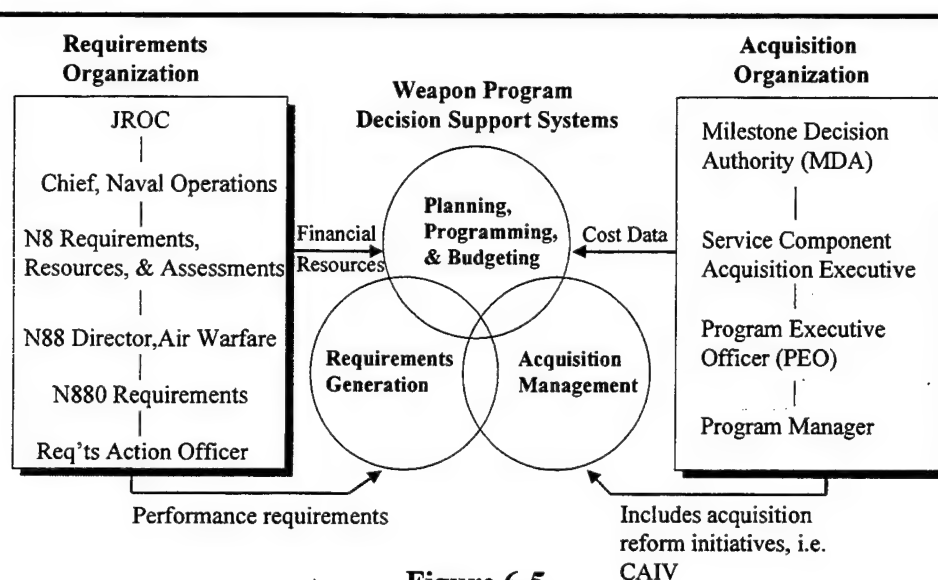 Requirements
Organization
JROC
Chief, Naval Operations
N8 Requirements,
Resources, & Assessments
N88 Director,Air Warfare
N880 Requirements
Req'ts Action Officer
Financial
Resources
Performance requirements
Weapon Program
Decision Support Systems
Planning,
Programming,
& Budgeting
Requirements
Generation
Acquisition
Management
Cost Data
Acquisition
Organization
Milestone Decision
Authority (MDA)
Service Component
Acquisition Executive
Program Executive
Officer (PEO)
Program Manager
Includes acquisition
reform initiatives, i.e.
CAIV
Figure 6-5